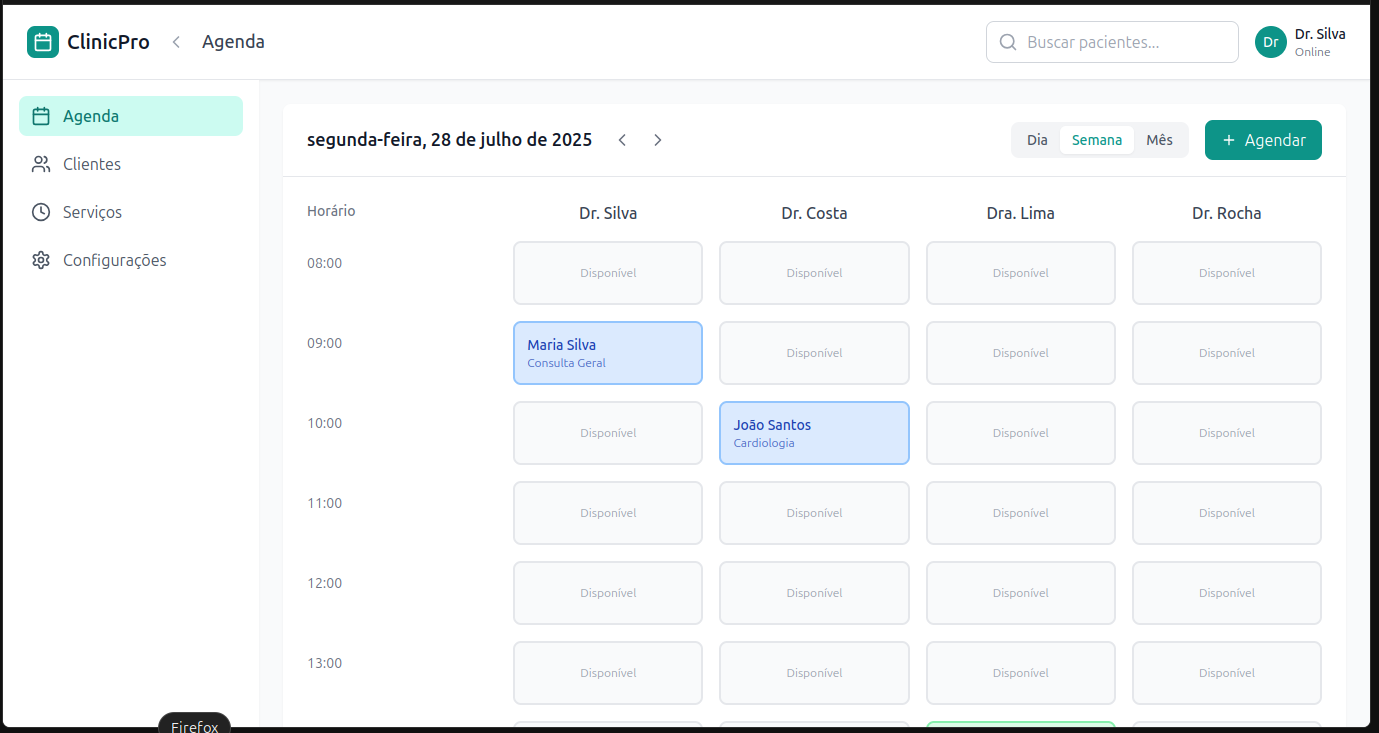 ClinicPro
Agenda
Buscar pacientes...
Dr
Dr. Silva
Online
Agenda
Clientes
Serviços
Configurações
segunda-feira, 28 de julho de 2025
Dia Semana Mês
+ Agendar
Horário Dr. Silva Dr. Costa Dra. Lima Dr. Rocha
08:00 Disponível Disponível Disponível Disponível
09:00 Maria Silva Disponível Disponível Disponível
Consulta Geral
10:00 Disponível João Santos Disponível Disponível
Cardiologia
11:00 Disponível Disponível Disponível Disponível
12:00 Disponível Disponível Disponível Disponível
13:00 Disponível Disponível Disponível Disponível
Firefox